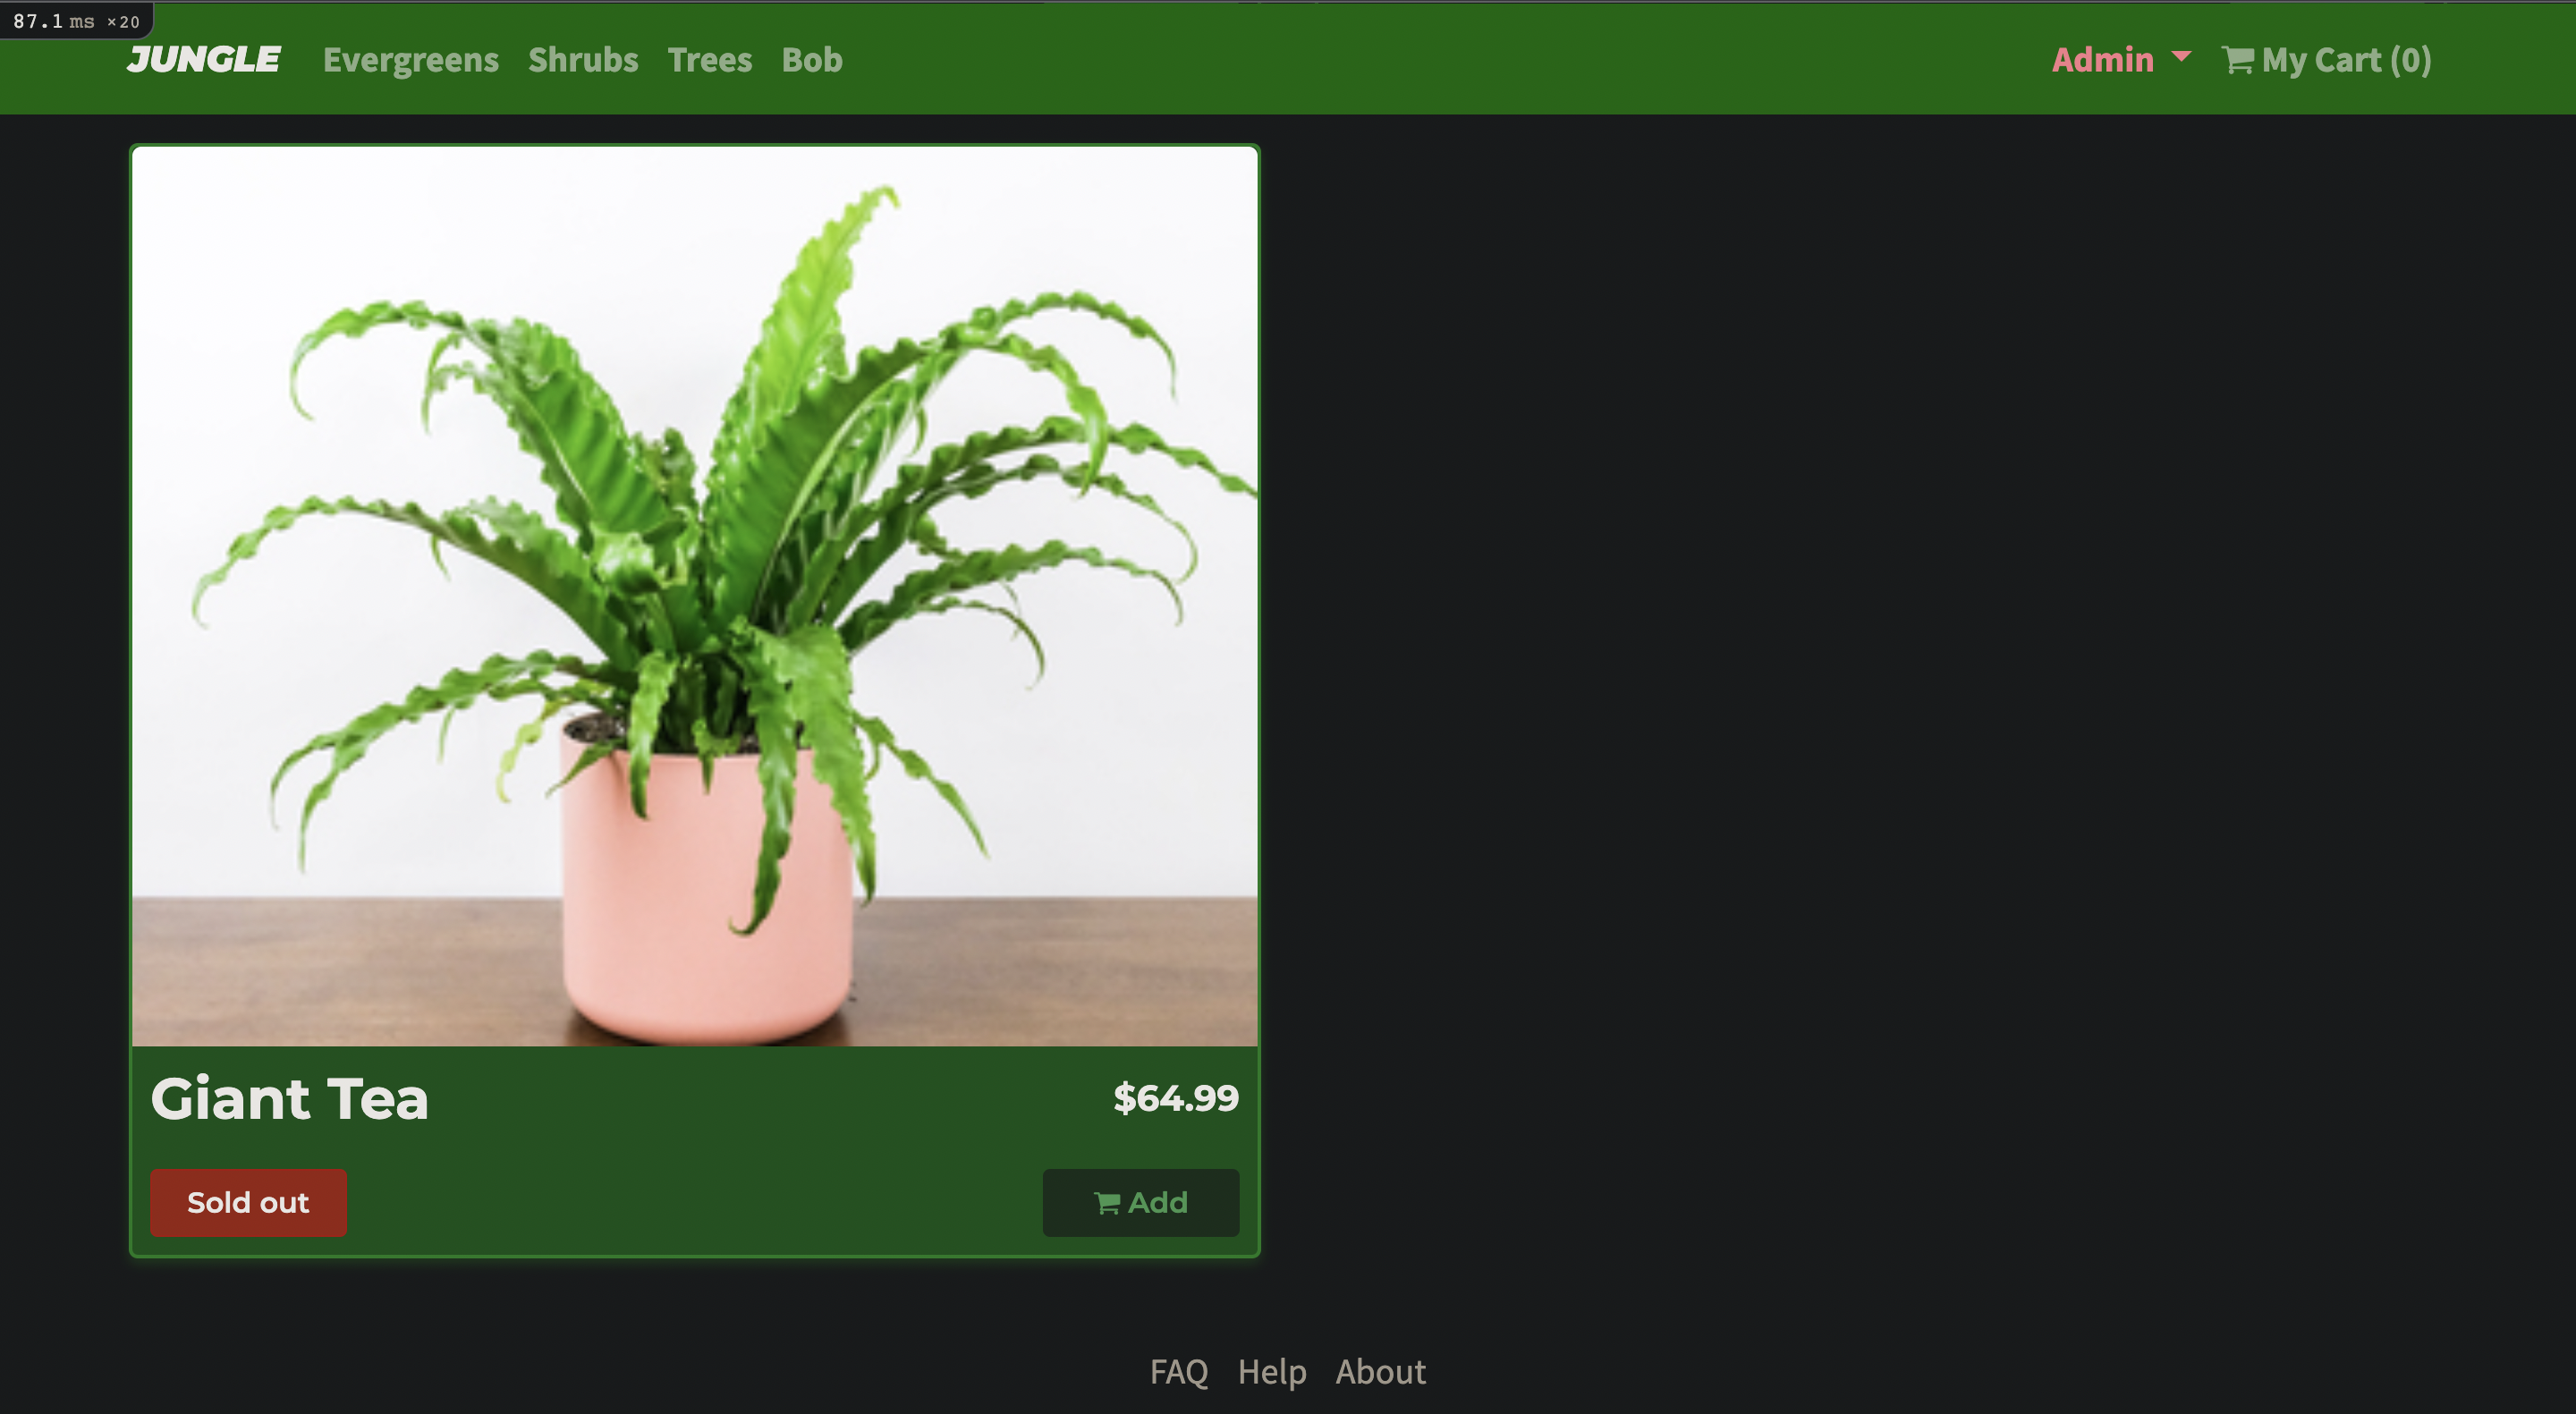 87.1 ms ×20
JUNGLE Evergreens Shrubs Trees Bob Admin My Cart (0)
Giant Tea $64.99
Sold out Add
FAQ Help About